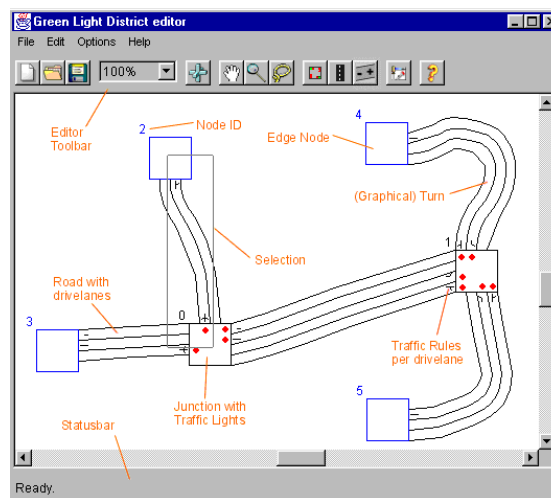 Green Light District editor
File Edit Options Help
100%
Editor
Toolbar
2
Node ID
4
Edge Node
(Graphical) Turn
1
Selection
Road with
drivelanes
0
3
Traffic Rules
per drivelane
Junction with
Traffic Lights
5
Statusbar
Ready.